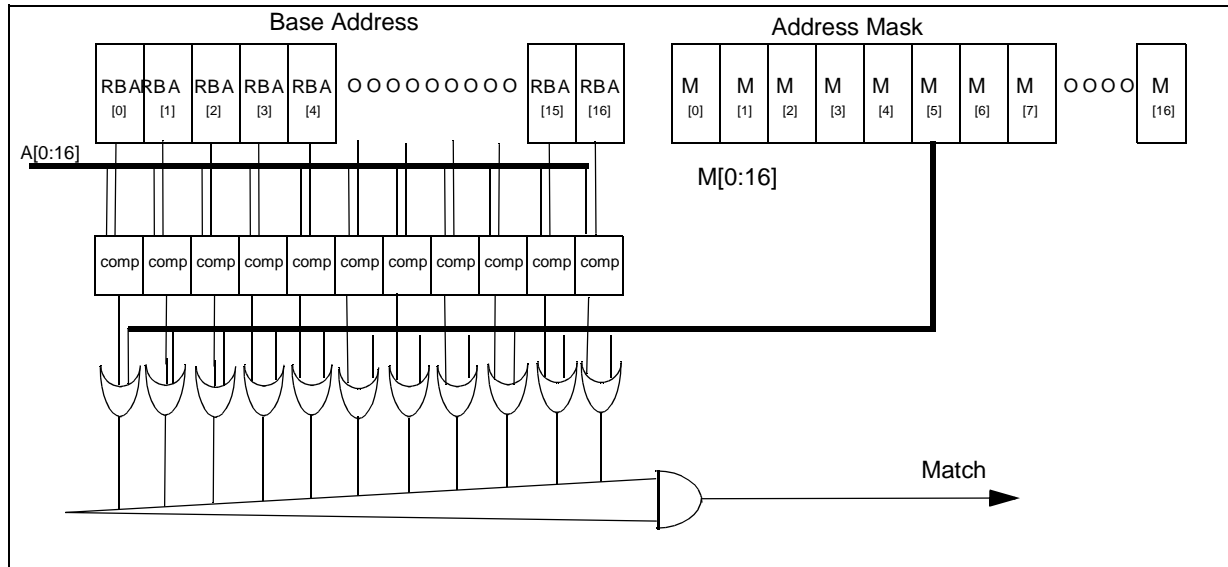 Base Address
Address Mask
RBA RBA RBA RBA RBA O O O O O O O O O RBA RBA
[0] [1] [2] [3] [4] [15] [16]
M M M M M M M M O O O O M
[0] [1] [2] [3] [4] [5] [6] [7] [16]
A[0:16]
M[0:16]
comp comp comp comp comp comp comp comp comp comp comp
Match